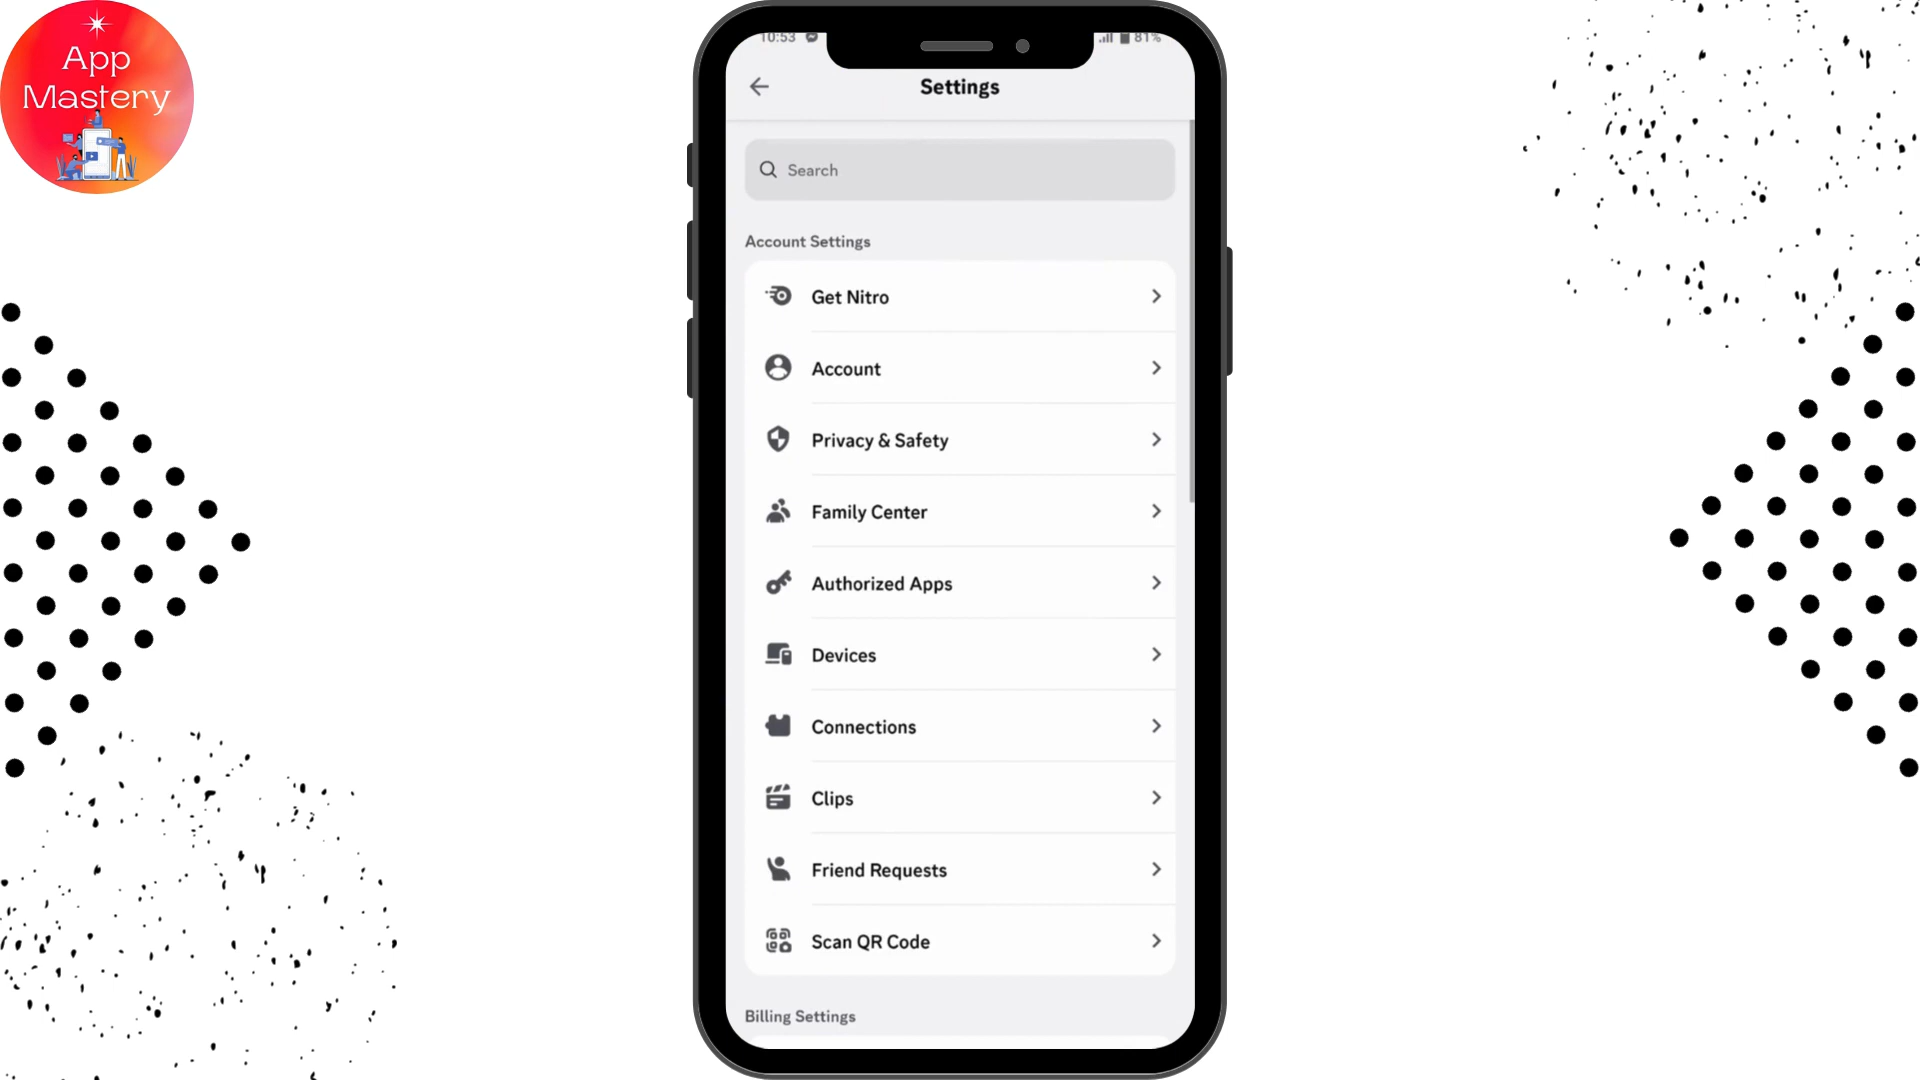 App
Mastery
10:53
81%
Settings
Search
Account Settings
Get Nitro
Account
Privacy & Safety
Family Center
Authorized Apps
Devices
Connections
Clips
Friend Requests
Scan QR Code
Billing Settings